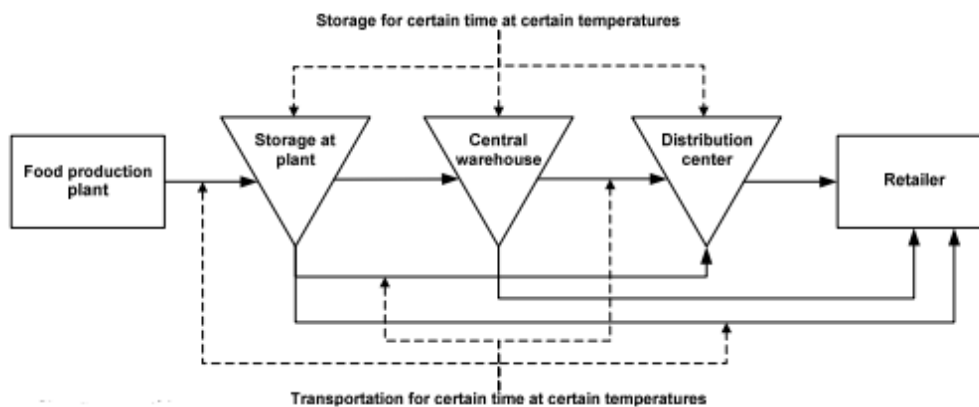 Storage for certain time at certain temperatures
Storage at
plant
Central
warehouse
Distribution
center
Food production
plant
Retailer
Transportation for certain time at certain temperatures